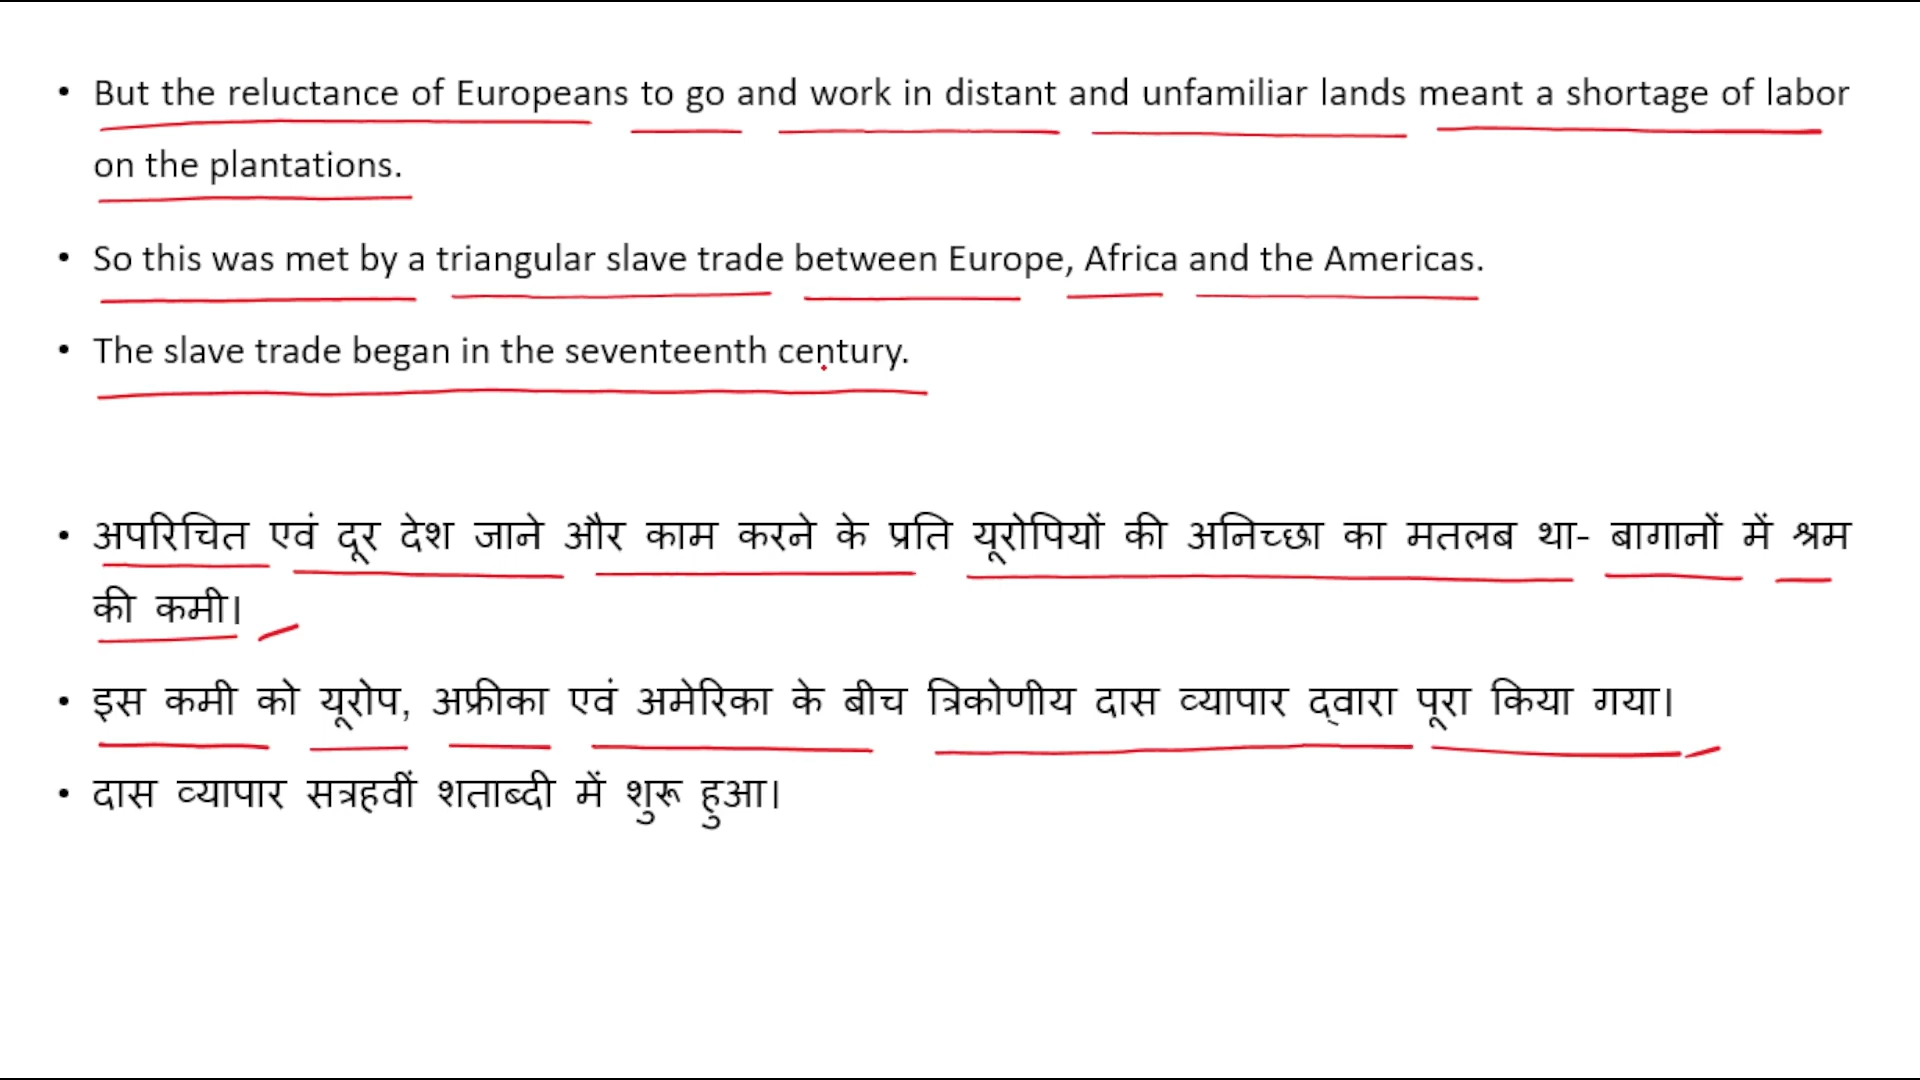 • But the reluctance of Europeans to go and work in distant and unfamiliar lands meant a shortage of labor
on the plantations.
• So this was met by a triangular slave trade between Europe, Africa and the Americas.
• The slave trade began in the seventeenth century.
• अपरिचित एवं दूर देश जाने और काम करने के प्रति यूरोपियों की अनिच्छा का मतलब था- बागानों में श्रम
की कमी।
• इस कमी को यूरोप, अफ्रीका एवं अमेरिका के बीच त्रिकोणीय दास व्यापार द्वारा पूरा किया गया।
• दास व्यापार सत्रहवीं शताब्दी में शुरू हुआ।